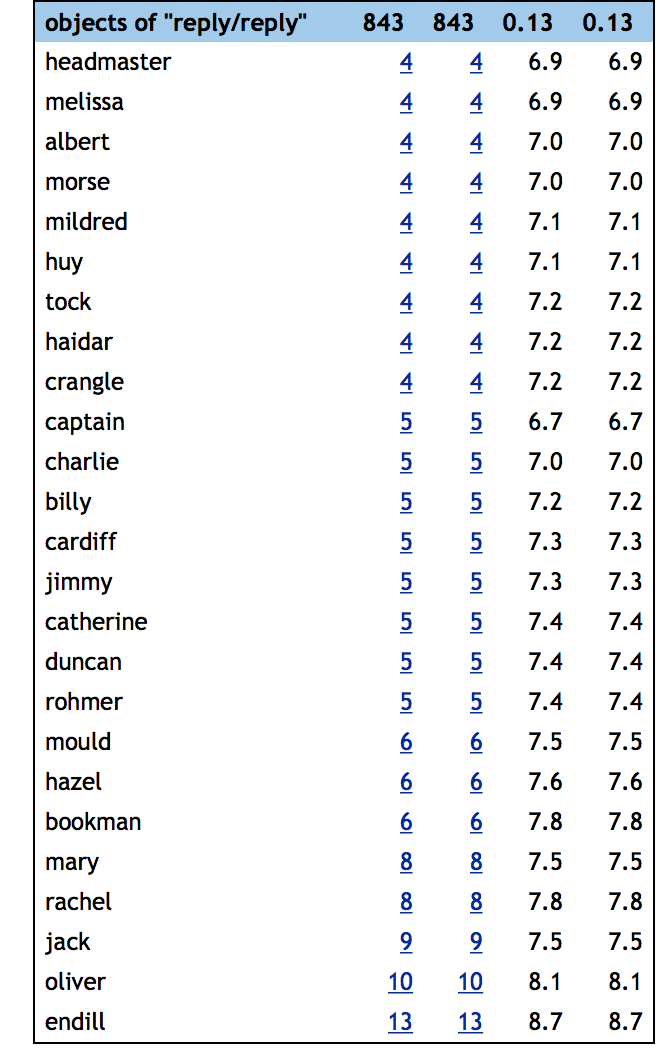 objects of "reply/reply" 843 843 0.13 0.13
headmaster 4 4 6.9 6.9
melissa 4 4 6.9 6.9
albert 4 4 7.0 7.0
morse 4 4 7.0 7.0
mildred 4 4 7.1 7.1
huy 4 4 7.1 7.1
tock 4 4 7.2 7.2
haidar 4 4 7.2 7.2
crangle 4 4 7.2 7.2
captain 5 5 6.7 6.7
charlie 5 5 7.0 7.0
billy 5 5 7.2 7.2
cardiff 5 5 7.3 7.3
jimmy 5 5 7.3 7.3
catherine 5 5 7.4 7.4
duncan 5 5 7.4 7.4
rohmer 5 5 7.4 7.4
mould 6 6 7.5 7.5
hazel 6 6 7.6 7.6
bookman 6 6 7.8 7.8
mary 8 8 7.5 7.5
rachel 8 8 7.8 7.8
jack 9 9 7.5 7.5
oliver 10 10 8.1 8.1
endill 13 13 8.7 8.7